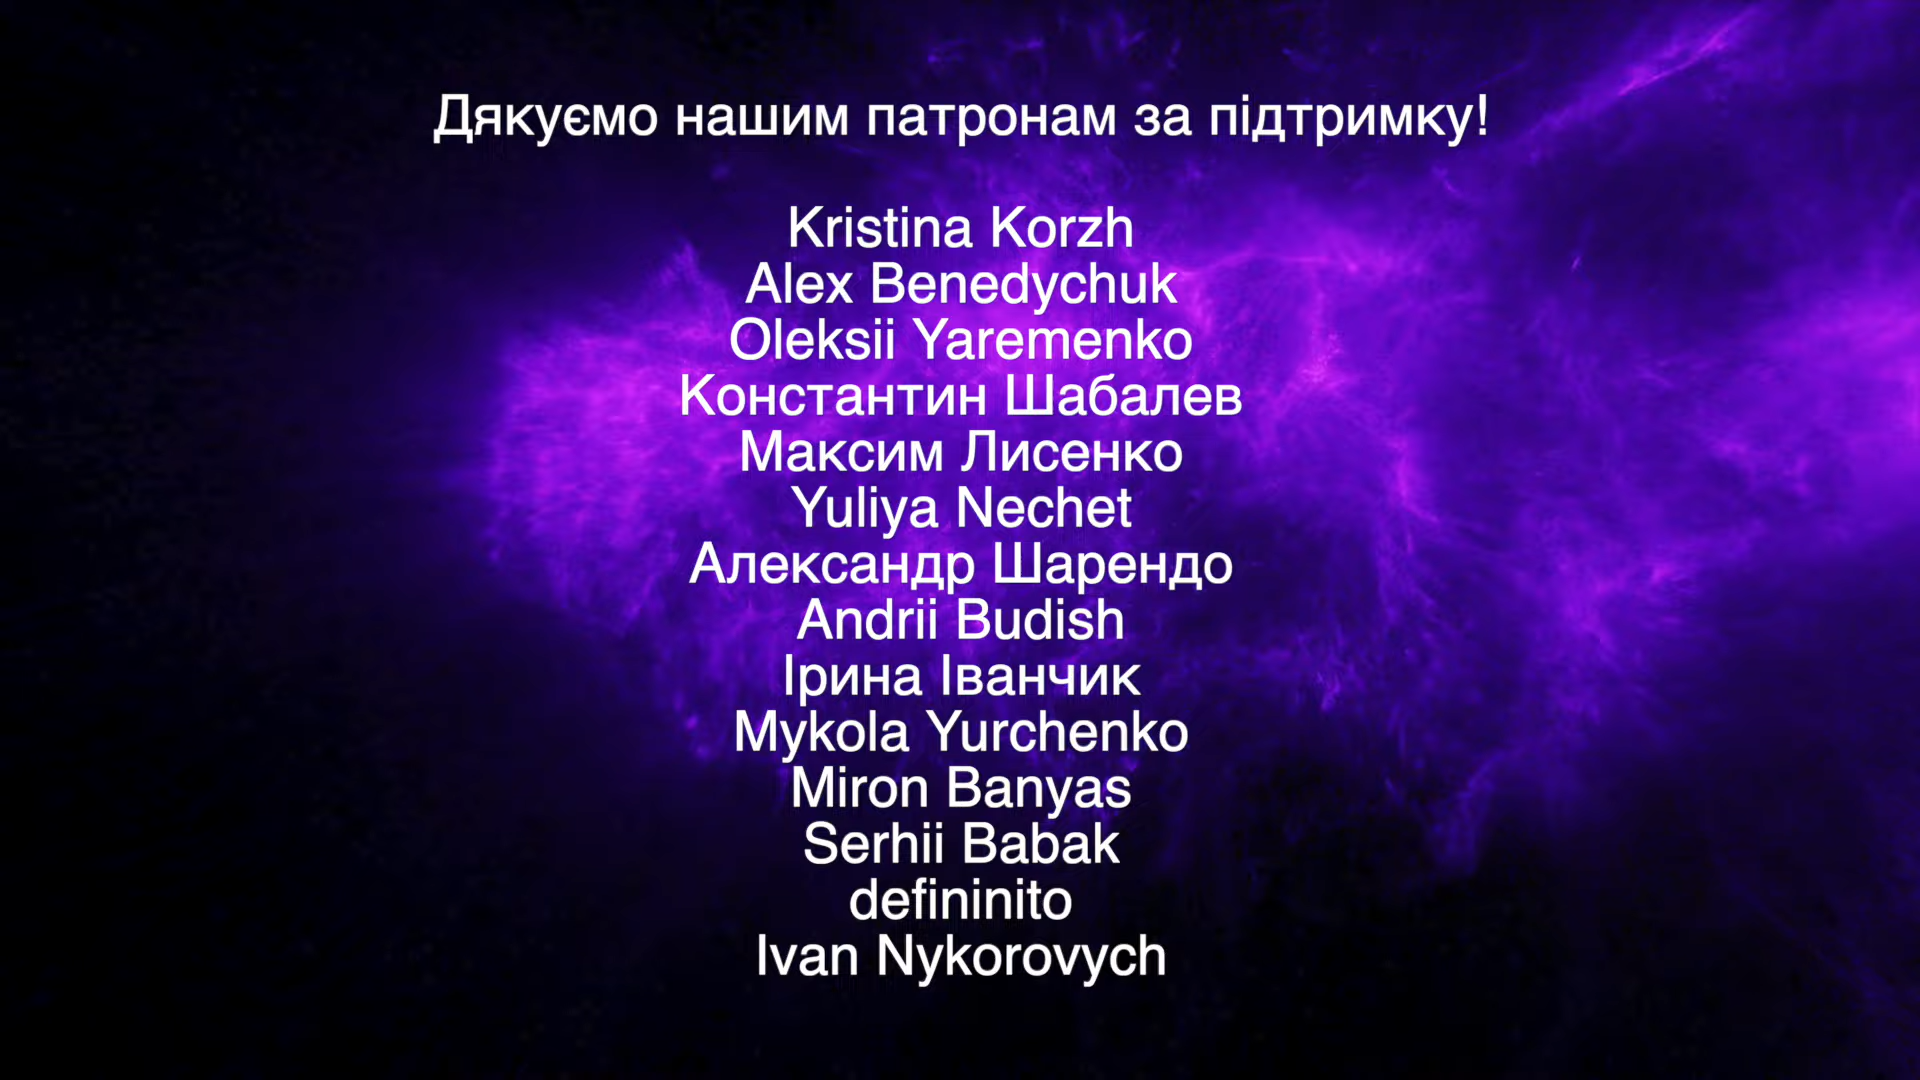 Дякуємо нашим патронам за підтримку!
Kristina Korzh
Alex Benedychuk
Oleksii Yaremenko
Константин Шабалев
Максим Лисенко
Yuliya Nechet
Александр Шарендо
Andrii Budish
Ірина Іванчик
Mykola Yurchenko
Miron Banyas
Serhii Babak
defininito
Ivan Nykorovych